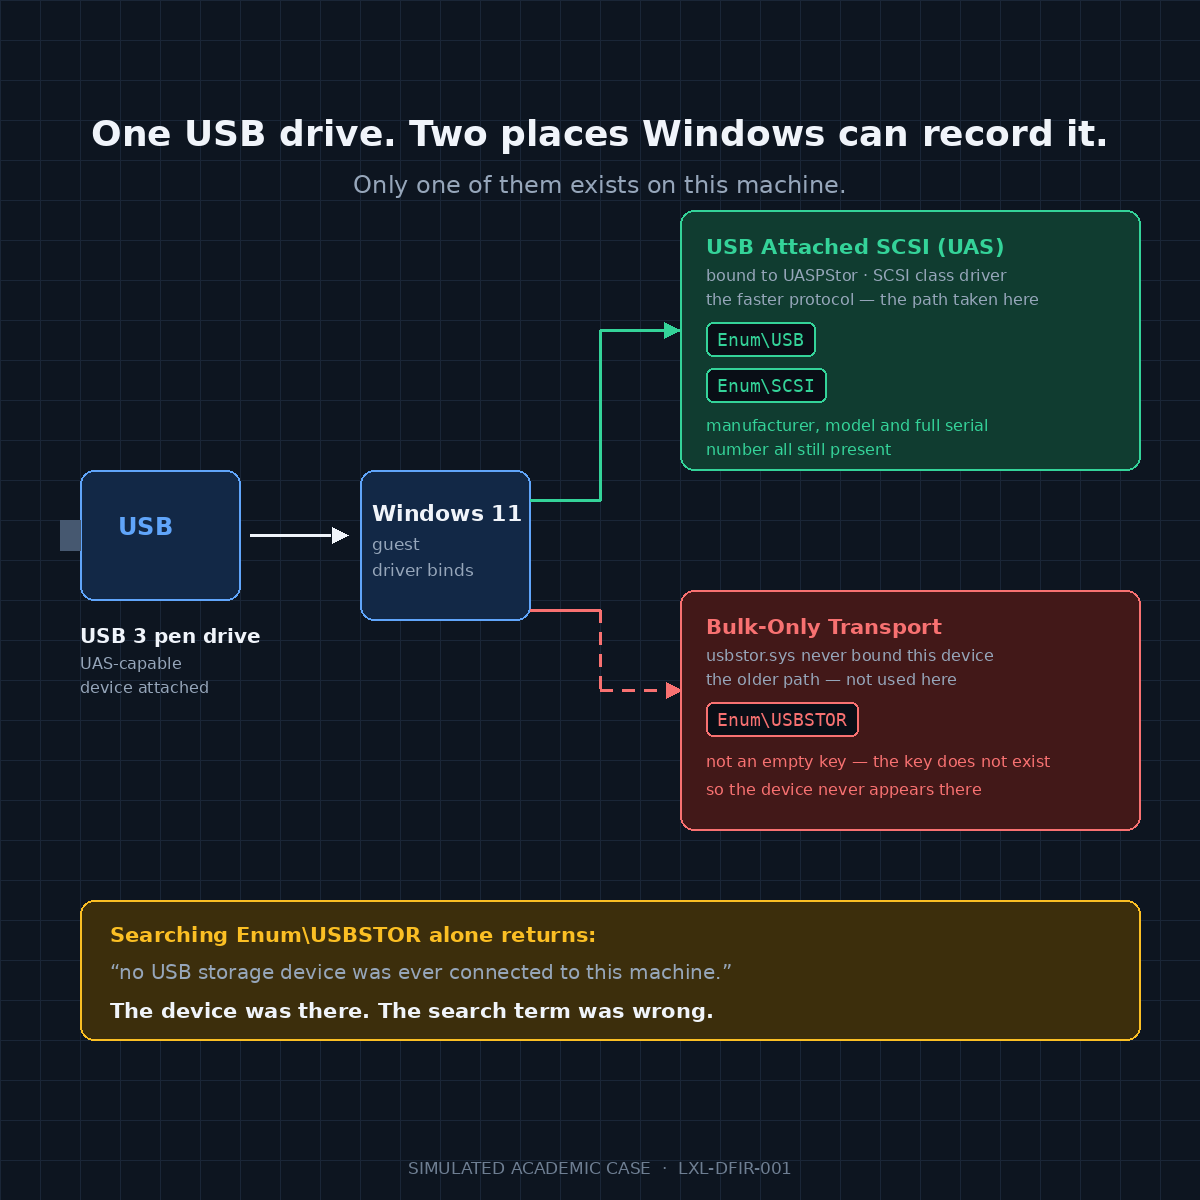 One USB drive. Two places Windows can record it.
Only one of them exists on this machine.
USB Attached SCSI (UAS)
bound to UASPStor · SCSI class driver
the faster protocol — the path taken here
Enum\USB
Enum\SCSI
manufacturer, model and full serial
number all still present
USB
Windows 11
guest
driver binds
USB 3 pen drive
UAS-capable
device attached
Bulk-Only Transport
usbstor.sys never bound this device
the older path — not used here
Enum\USBSTOR
not an empty key — the key does not exist
so the device never appears there
Searching Enum\USBSTOR alone returns:
“no USB storage device was ever connected to this machine.”
The device was there. The search term was wrong.
SIMULATED ACADEMIC CASE · LXL-DFIR-001